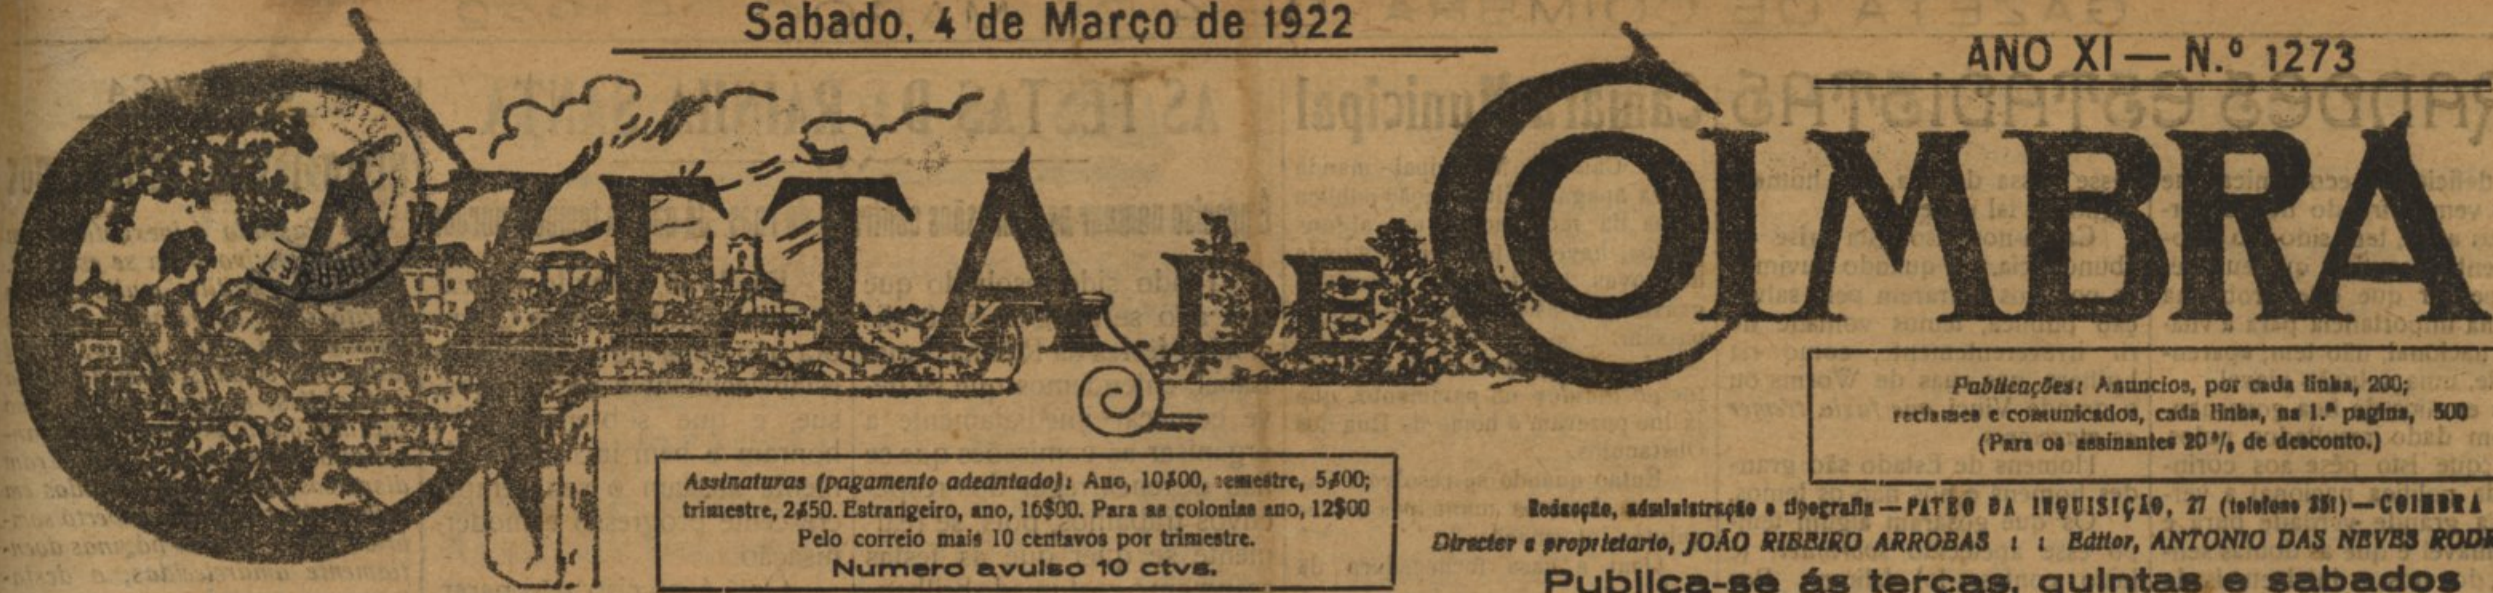 Sabado, 4 de Março de 1922
ANO XI — N.º 1273
GAZETA DE COIMBRA
Publicações: Anuncios, por cada linha, 200;
reclames e comunicados, cada linha, na 1.ª pagina, 500
(Para os assinantes 20 % de desconto.)
Assinaturas (pagamento adeantado): Ano, 10$00, semestre, 5$00;
trimestre, 2$50. Estrangeiro, ano, 16$00. Para as colonias ano, 12$00
Pelo correio mais 10 centavos por trimestre.
Numero avulso 10 ctvs.
Redacção, administração e tipografia — PATEO DA INQUISIÇÃO, 27 (telefone 351) — COIMBRA
Director e proprietario, JOÃO RIBEIRO ARROBAS : : Editor, ANTONIO DAS NEVES RODR
Publica-se ás terças, quintas e sabados